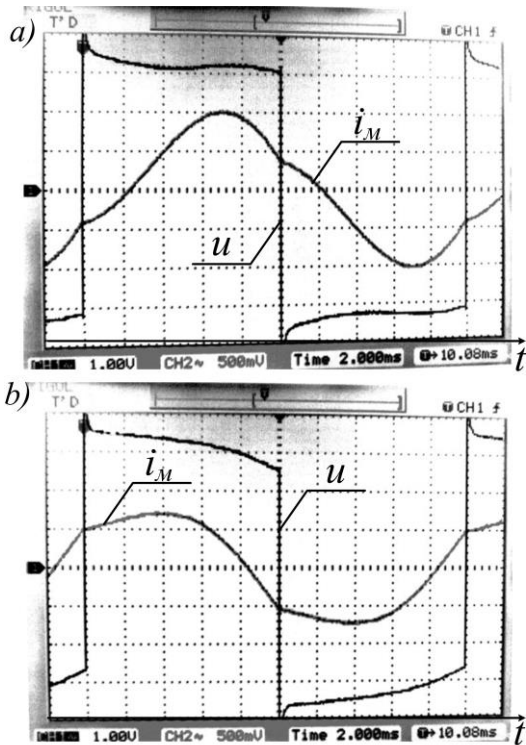 a)
T'D
CH1
i_м
u
1.00V CH2~ 500mV Time 2.000ms 10.08ms
t
b)
T'D
CH1
i_м
u
1.00V CH2~ 500mV Time 2.000ms 10.08ms
t